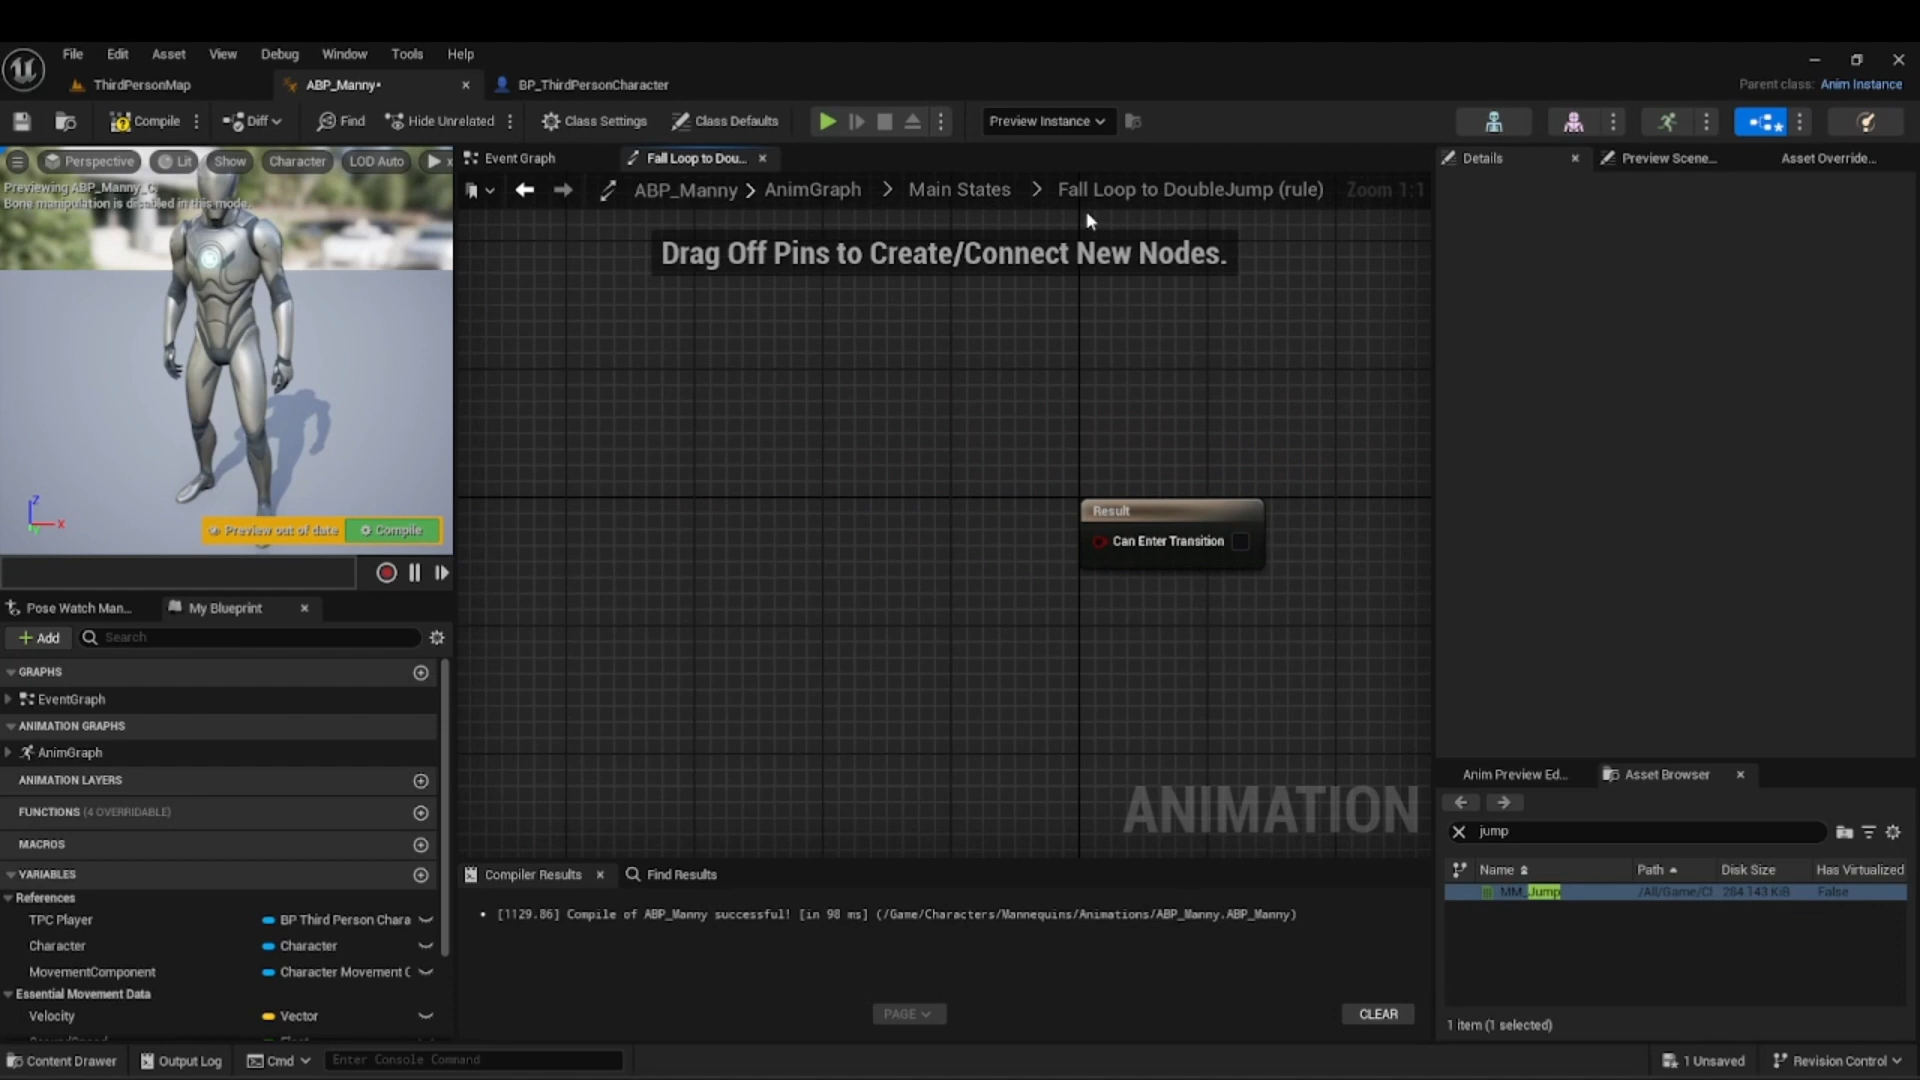 File Edit Asset View Debug Window Tools Help
ThirdPersonMap
ABP_Manny•
BP_ThirdPersonCharacter
Parent class: Anim Instance
Compile
Diff
Find
Hide Unrelated
Class Settings
Class Defaults
Preview Instance
Perspective
Lit
Show
Character
LOD Auto
Previewing ABP_Manny_C.
Bone manipulation is disabled in this mode.
Z
X
Preview out of date
Compile
Event Graph
Fall Loop to Dou...
ABP_Manny > AnimGraph > Main States > Fall Loop to DoubleJump (rule)
Zoom 1:1
Drag Off Pins to Create/Connect New Nodes.
Result
Can Enter Transition
ANIMATION
Details
Preview Scene...
Asset Override...
Pose Watch Man...
My Blueprint
Add
Search
GRAPHS
EventGraph
ANIMATION GRAPHS
AnimGraph
ANIMATION LAYERS
FUNCTIONS (4 OVERRIDABLE)
MACROS
VARIABLES
References
TPC Player
BP Third Person Chara
Character
Character
MovementComponent
Character Movement C
Essential Movement Data
Velocity
Vector
Compiler Results
Find Results
• [1129.86] Compile of ABP_Manny successful! [in 98 ms] (/Game/Characters/Mannequins/Animations/ABP_Manny.ABP_Manny)
PAGE
CLEAR
Anim Preview Ed...
Asset Browser
jump
Name
Path
Disk Size
Has Virtualized
MM_Jump
/All/Game/Cl
284.143 KiB
False
1 item (1 selected)
Content Drawer
Output Log
Cmd
Enter Console Command
1 Unsaved
Revision Control